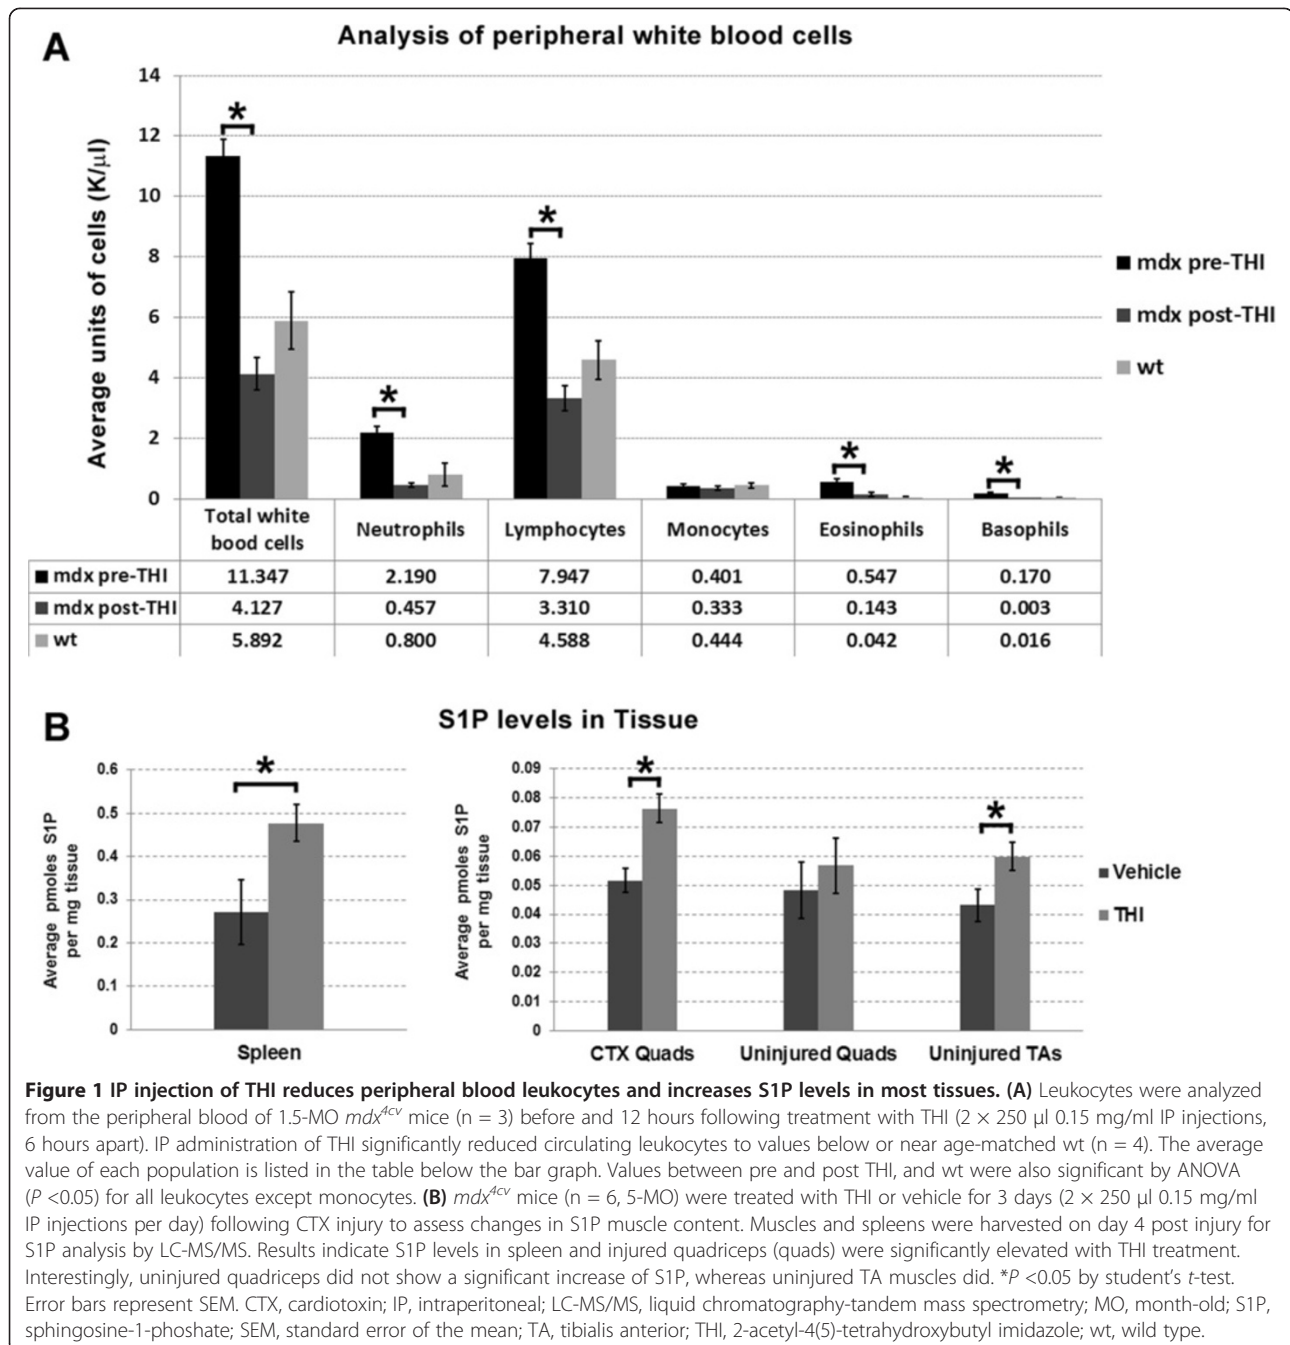 A
Analysis of peripheral white blood cells
Average units of cells (K/µl)
14
12
10
8
6
4
2
0
*
*
*
*
*
mdx pre-THI
mdx post-THI
wt
Total white bood cells Neutrophils Lymphocytes Monocytes Eosinophils Basophils
mdx pre-THI 11.347 2.190 7.947 0.401 0.547 0.170
mdx post-THI 4.127 0.457 3.310 0.333 0.143 0.003
wt 5.892 0.800 4.588 0.444 0.042 0.016
B
S1P levels in Tissue
Average pmoles S1P
per mg tissue
0.6
0.5
0.4
0.3
0.2
0.1
0
*
Spleen
Average pmoles S1P
per mg tissue
0.09
0.08
0.07
0.06
0.05
0.04
0.03
0.02
0.01
0
*
*
CTX Quads Uninjured Quads Uninjured TAs
Vehicle
THI
Figure 1 IP injection of THI reduces peripheral blood leukocytes and increases S1P levels in most tissues. (A) Leukocytes were analyzed
from the peripheral blood of 1.5-MO mdx4cv mice (n = 3) before and 12 hours following treatment with THI (2 × 250 µl 0.15 mg/ml IP injections,
6 hours apart). IP administration of THI significantly reduced circulating leukocytes to values below or near age-matched wt (n = 4). The average
value of each population is listed in the table below the bar graph. Values between pre and post THI, and wt were also significant by ANOVA
(P <0.05) for all leukocytes except monocytes. (B) mdx4cv mice (n = 6, 5-MO) were treated with THI or vehicle for 3 days (2 × 250 µl 0.15 mg/ml
IP injections per day) following CTX injury to assess changes in S1P muscle content. Muscles and spleens were harvested on day 4 post injury for
S1P analysis by LC-MS/MS. Results indicate S1P levels in spleen and injured quadriceps (quads) were significantly elevated with THI treatment.
Interestingly, uninjured quadriceps did not show a significant increase of S1P, whereas uninjured TA muscles did. *P <0.05 by student's t-test.
Error bars represent SEM. CTX, cardiotoxin; IP, intraperitoneal; LC-MS/MS, liquid chromatography-tandem mass spectrometry; MO, month-old; S1P,
sphingosine-1-phoshate; SEM, standard error of the mean; TA, tibialis anterior; THI, 2-acetyl-4(5)-tetrahydroxybutyl imidazole; wt, wild type.